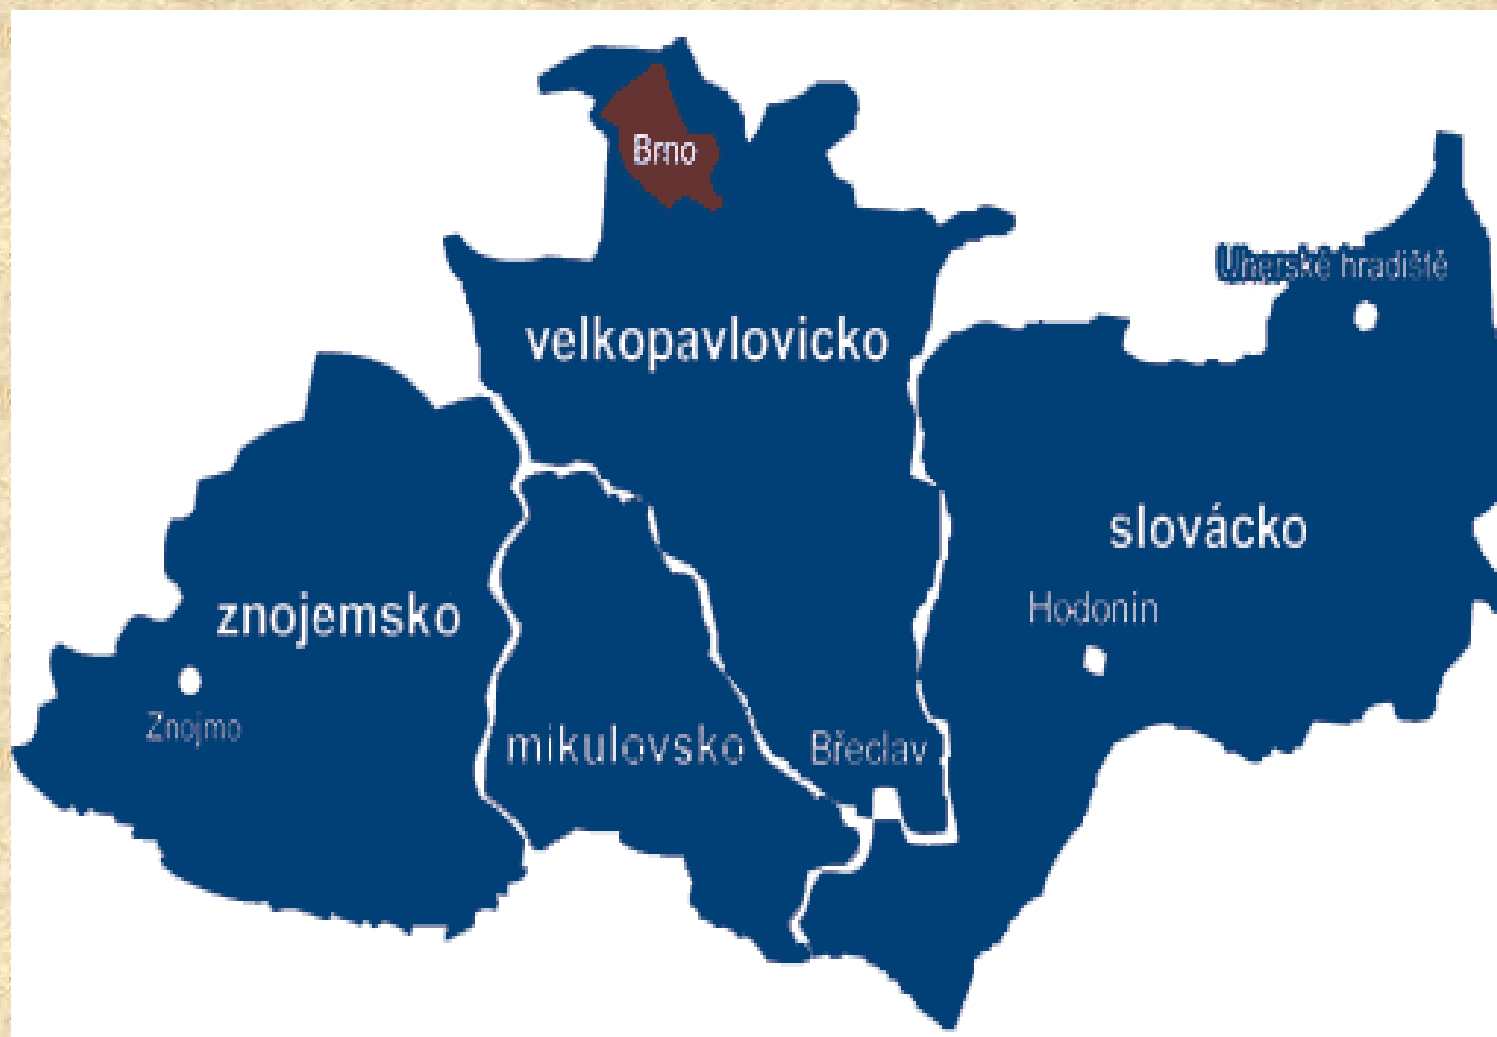 Brno
Uherské hradiště
velkopavlovicko
slovácko
Hodonín
znojemsko
Znojmo
mikulovsko
Břeclav